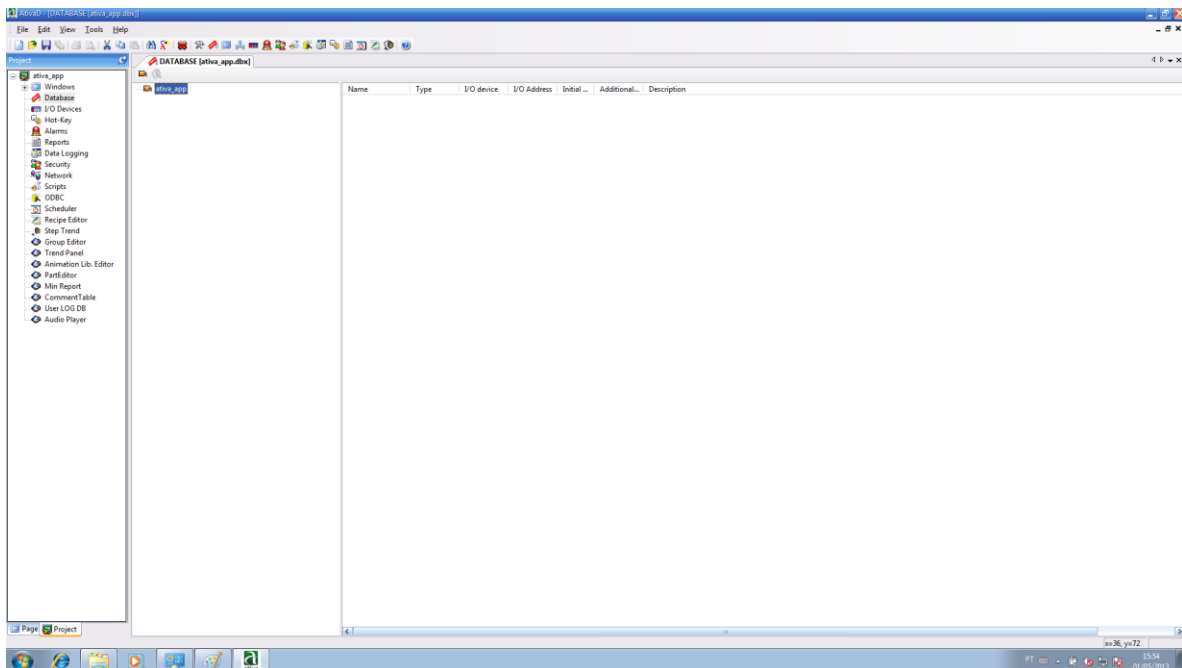 AtivaD - [DATABASE [ativa_app.dbx]]
File Edit View Tools Help
Project
DATABASE [ativa_app.dbx]
ativa_app
Windows
Database
I/O Devices
Hot-Key
Alarms
Reports
Data Logging
Security
Network
Scripts
ODBC
Scheduler
Recipe Editor
Step Trend
Group Editor
Trend Panel
Animation Lib. Editor
PartEditor
Min Report
CommentTable
User LOG DB
Audio Player
ativa_app
Name Type I/O device I/O Address Initial ... Additional... Description
Page Project
x=36, y=72
PT 15:54
01/05/2013